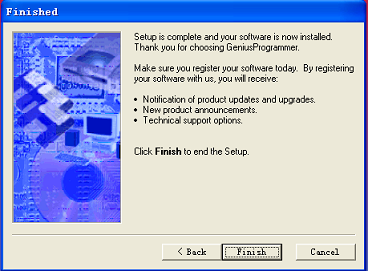 Finished
Setup is complete and your software is now installed.
Thank you for choosing GeniusProgrammer.
Make sure you register your software today. By registering
your software with us, you will receive:
• Notification of product updates and upgrades.
• New product announcements.
• Technical support options.
Click Finish to end the Setup.
< Back
Finish
Cancel